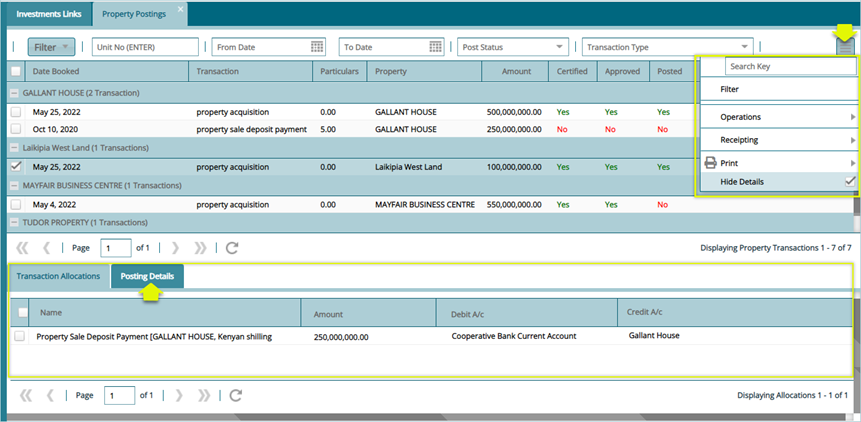 Investments Links
Property Postings
Filter
Unit No (ENTER)
From Date
To Date
Post Status
Transaction Type
Date Booked Transaction Particulars Property Amount Certified Approved Posted
GALLANT HOUSE (2 Transaction)
May 25, 2022 property acquisition 0.00 GALLANT HOUSE 500,000,000.00 Yes Yes Yes
Oct 10, 2020 property sale deposit payment 5.00 GALLANT HOUSE 250,000,000.00 No No No
Laikipia West Land (1 Transactions)
May 25, 2022 property acquisition 0.00 Laikipia West Land 100,000,000.00 Yes Yes Yes
MAYFAIR BUSINESS CENTRE (1 Transactions)
May 4, 2022 property acquisition 0.00 MAYFAIR BUSINESS CENTRE 550,000,000.00 Yes Yes No
TUDOR PROPERTY (1 Transactions)
Search Key
Filter
Operations
Receipting
Print
Hide Details
Page 1 of 1
Displaying Property Transactions 1 - 7 of 7
Transaction Allocations Posting Details
Name Amount Debit A/c Credit A/c
Property Sale Deposit Payment [GALLANT HOUSE, Kenyan shilling 250,000,000.00 Cooperative Bank Current Account Gallant House
Page 1 of 1
Displaying Allocations 1 - 1 of 1